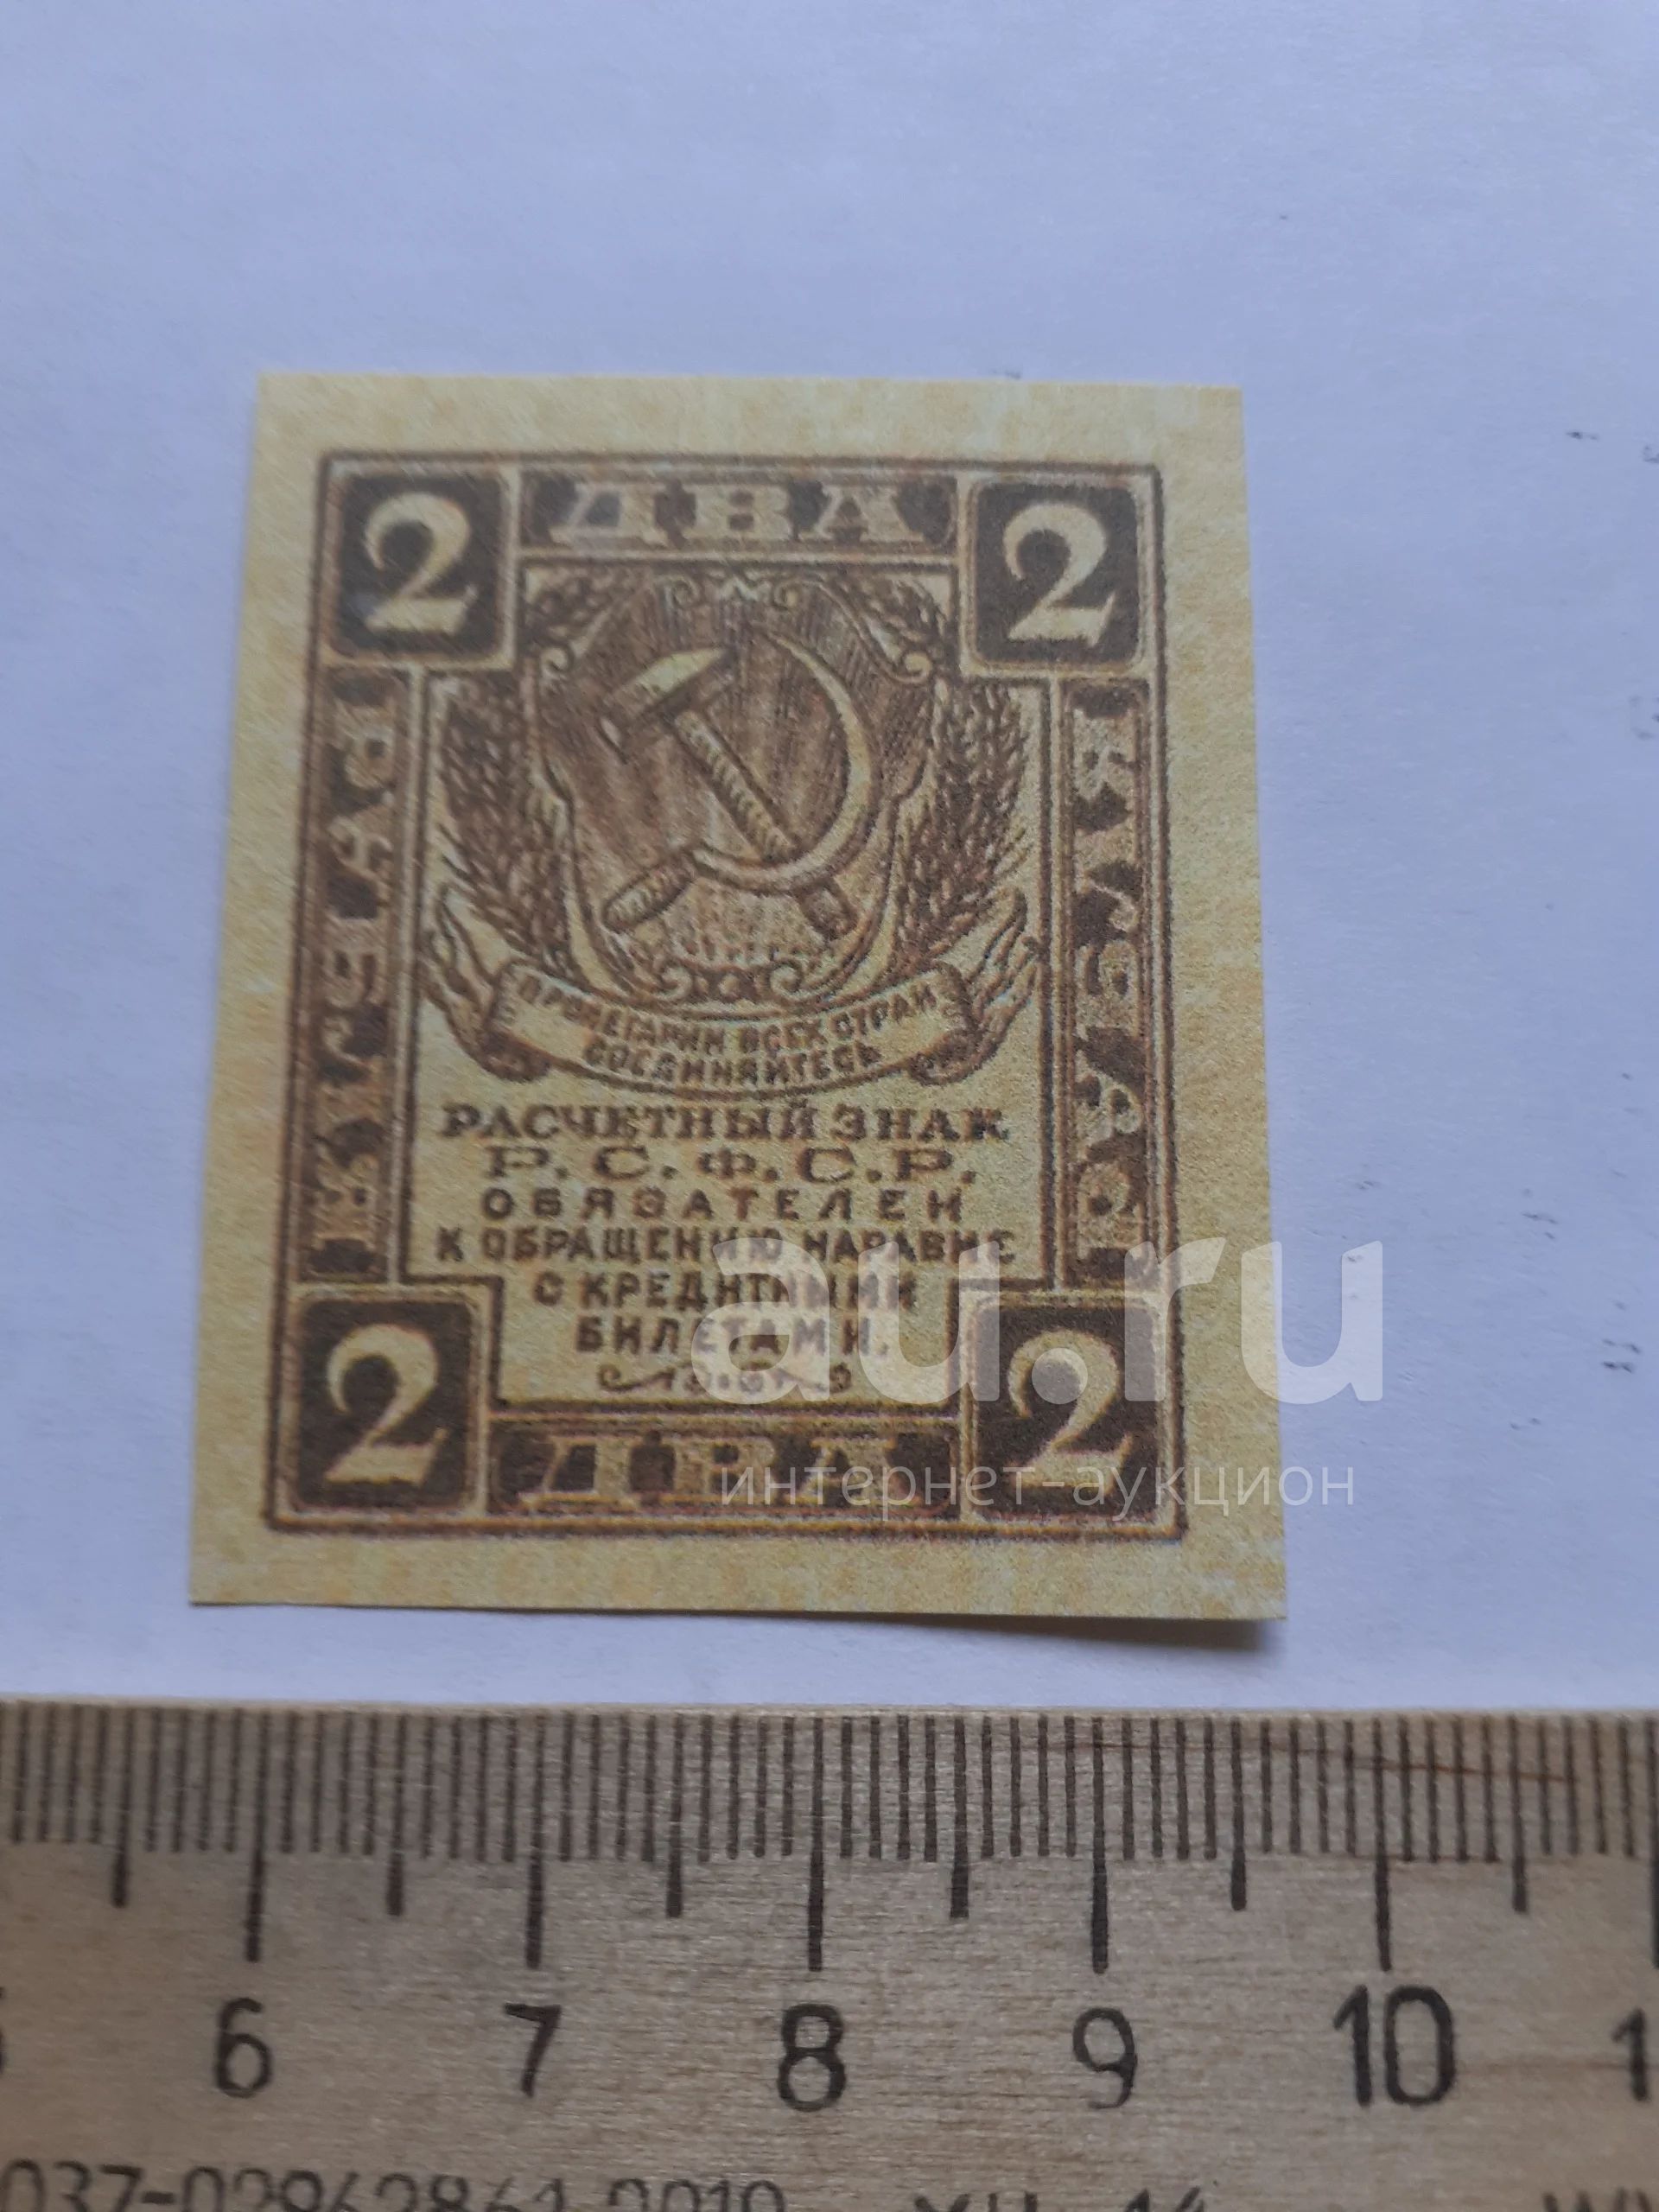 2 ДВА 2
РУБЛЯ
РУБЛЯ
ПРОЛЕТАРИИ ВСЕХ СТРАН
СОЕДИНЯЙТЕСЬ
РАСЧЕТНЫЙ ЗНАК
Р.С.Ф.С.Р.
ОБЯЗАТЕЛЕН
К ОБРАЩЕНИЮ НАРАВНЕ
С КРЕДИТНЫМИ
БИЛЕТАМИ.
2 ДВА 2
au.ru
интернет-аукцион
6 7 8 9 10